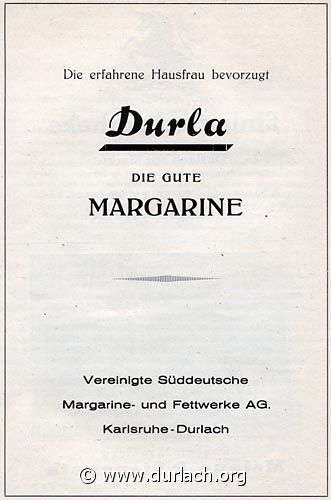 Die erfahrene Hausfrau bevorzugt
Durla
DIE GUTE
MARGARINE
Vereinigte Süddeutsche
Margarine- und Fettwerke AG.
Karlsruhe-Durlach
© www.durlach.org